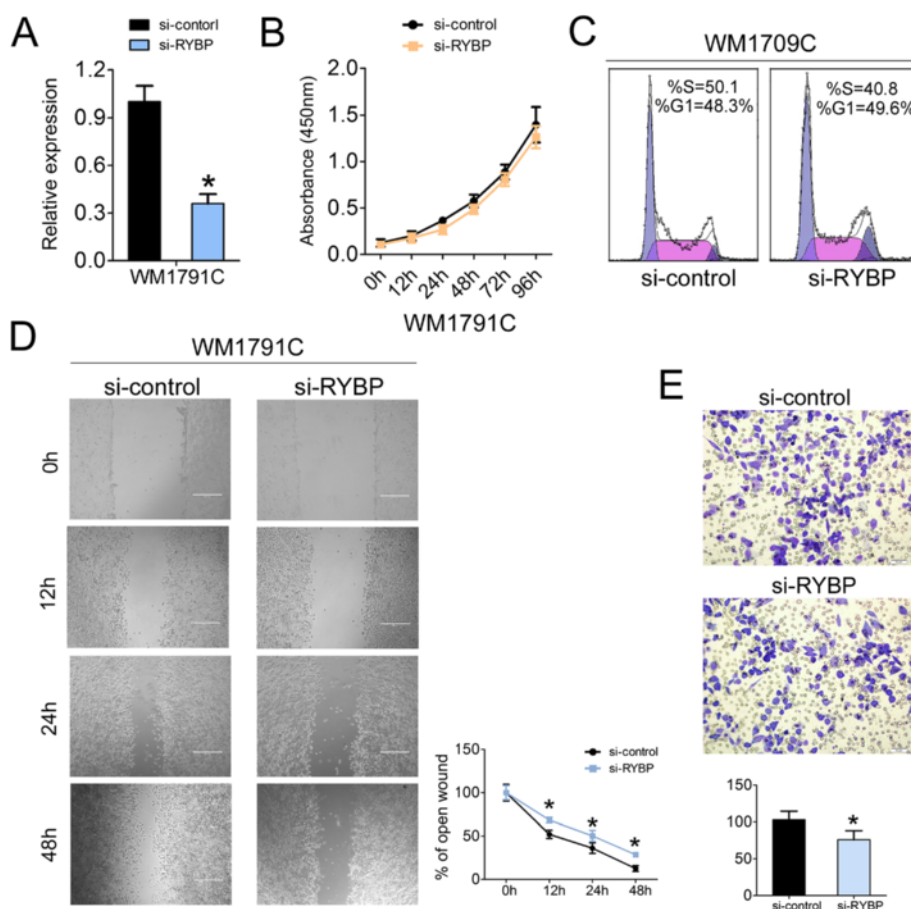 A
si-contorl
si-RYBP
Relative expression
1.2
0.9
0.6
0.3
0.0
*
WM1791C
B
si-control
si-RYBP
Absorbance (450nm)
2.0
1.5
1.0
0.5
0.0
0h 12h 24h 48h 72h 96h
WM1791C
C
WM1709C
%S=50.1
%G1=48.3%
%S=40.8
%G1=49.6%
si-control si-RYBP
D
WM1791C
si-control si-RYBP
0h
12h
24h
48h
si-control
si-RYBP
% of open wound
150
100
50
0
* * *
0h 12h 24h 48h
E
si-control
si-RYBP
150
100
50
0
*
si-control si-RYBP